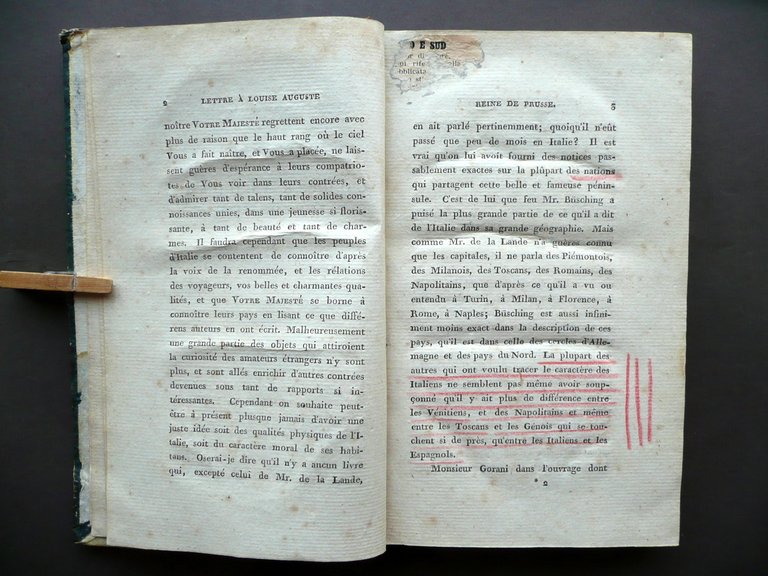 2 LETTRE À LOUISE AUGUSTE
noître VOTRE MAJESTÉ regrettent encore avec
plus de raison que le haut rang où le ciel
Vous a fait naître, et Vous a placée, ne lais-
sent guères d'espérance à leurs compatrio-
tes de Vous voir dans leurs contrées, et
d'admirer tant de talens, tant de solides con-
noissances unies, dans une jeunesse si floris-
sante, à tant de beauté et tant de char-
mes. Il faudra cependant que les peuples
d'Italie se contentent de connoître d'après
la voix de la renommée, et les rélations
des voyageurs, vos belles et charmantes qua-
lités, et que VOTRE MAJESTÉ se borne à
connoître leurs pays en lisant ce que diffé-
rens auteurs en ont écrit. Malheureusement
une grande partie des objets qui attiroient
la curiosité des amateurs étrangers n'y sont
plus, et sont allés enrichir d'autres contrées
devenues sous tant de rapports si in-
téressantes. Cependant on souhaite peut-
être à présent plusque jamais d'avoir une
juste idée soit des qualités physiques de l'I-
talie, soit du caractère moral de ses habi-
tans. Oserai-je dire qu'il n'y a aucun livre
qui, excepté celui de Mr. de la Lande,
D E SUD
REINE DE PRUSSE. 3
en ait parlé pertinemment; quoiqu'il n'eût
passé que peu de mois en Italie? Il est
vrai qu'on lui avoit fourni des notices pas-
sablement exactes sur la plûpart des nations
qui partagent cette belle et fameuse pénin-
sule. C'est de lui que feu Mr. Büsching a
puisé la plus grande partie de ce qu'il a dit
de l'Italie dans sa grande géographie. Mais
comme Mr. de la Lande n'a guères connu
que les capitales, il ne parla des Piémontois,
des Milanois, des Toscans, des Romains, des
Napolitains, que d'après ce qu'il a vu ou
entendu à Turin, à Milan, à Florence, à
Rome, à Naples; Büsching est aussi infini-
ment moins exact dans la description de ces
pays, qu'il est dans celle des cercles d'Alle-
magne et des pays du Nord. La plupart des
autres qui ont voulu tracer le caractère des
Italiens ne semblent pas même avoir soup-
çonne qu'il y ait plus de différence entre
les Vénitiens, et des Napolitains et même
entre les Toscans et les Génois qui se tou-
chent si de près, qu'entre les Italiens et les
Espagnols.
Monsieur Gorani dans l'ouvrage dont
* 2